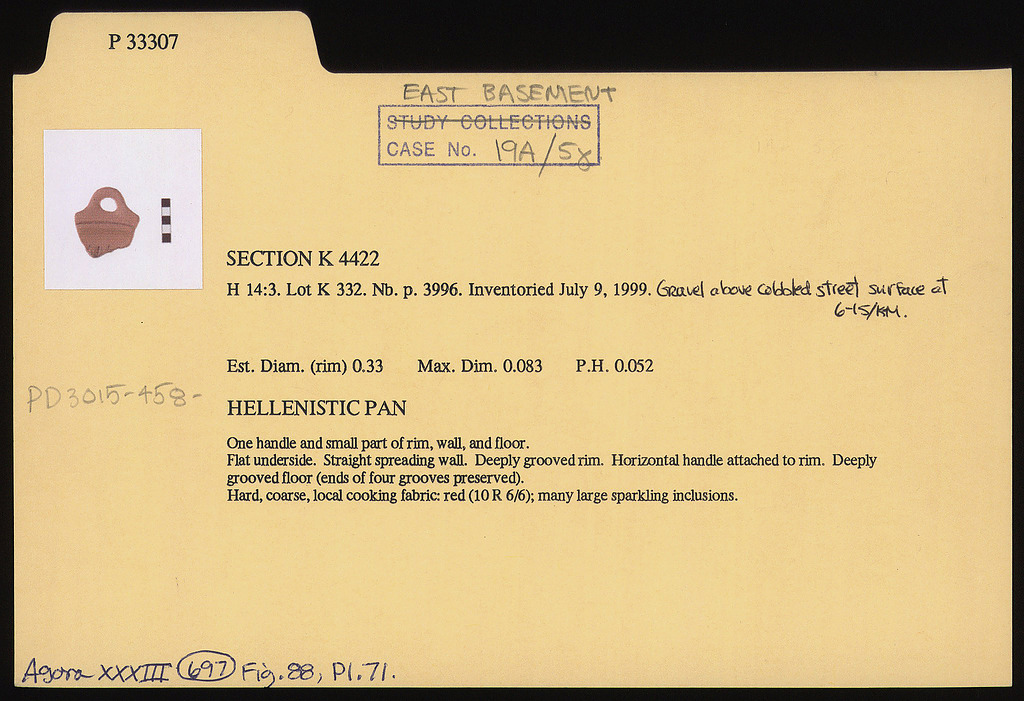 P 33307
EAST BASEMENT
STUDY COLLECTIONS
CASE No. 19A/58
SECTION K 4422
H 14:3. Lot K 332. Nb. p. 3996. Inventoried July 9, 1999. Gravel above cobbled street surface at
6-15/KM.
Est. Diam. (rim) 0.33 Max. Dim. 0.083 P.H. 0.052
PD3015-458-
HELLENISTIC PAN
One handle and small part of rim, wall, and floor.
Flat underside. Straight spreading wall. Deeply grooved rim. Horizontal handle attached to rim. Deeply
grooved floor (ends of four grooves preserved).
Hard, coarse, local cooking fabric: red (10 R 6/6); many large sparkling inclusions.
Agora XXXIII 697 Fig. 88, Pl. 71.